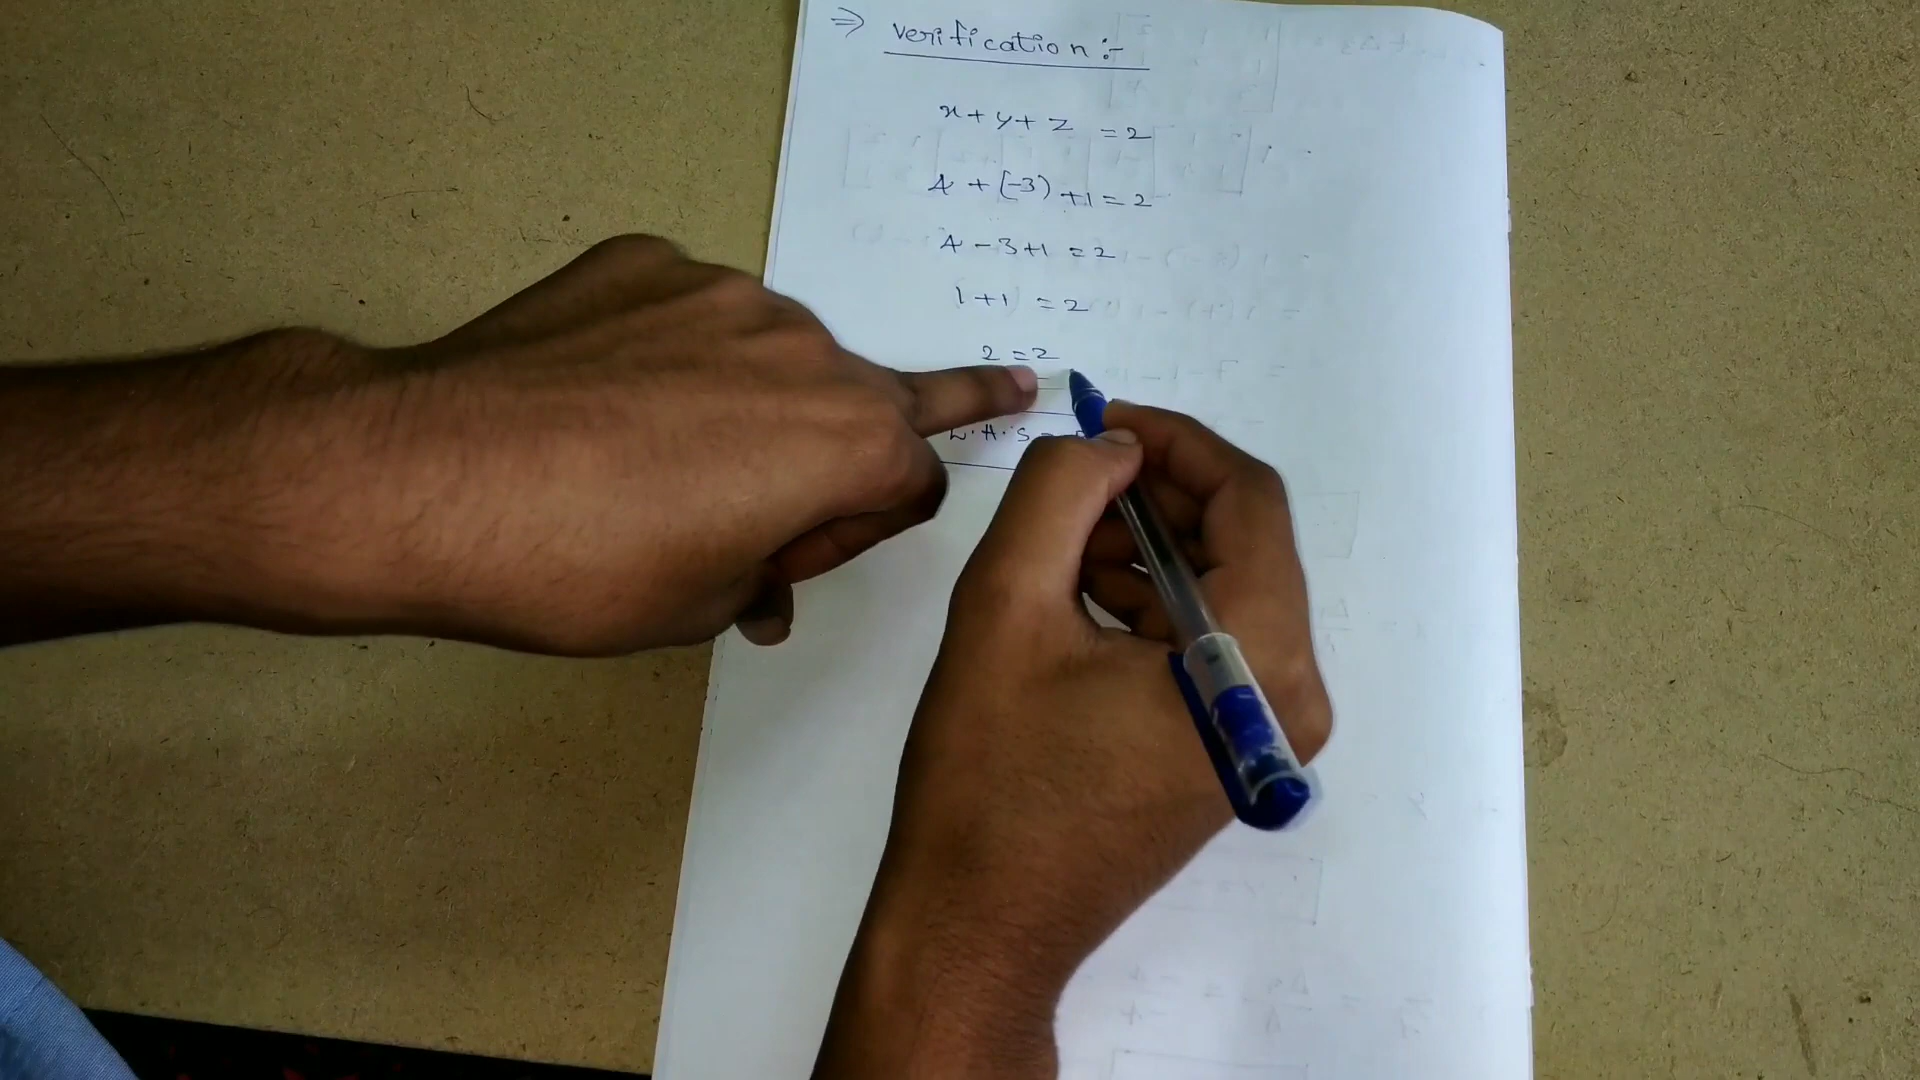 ⇒ verification :-
x + y + z = 2
4 + (-3) + 1 = 2
4 - 3 + 1 = 2
1 + 1 = 2
2 = 2
L.H.S =